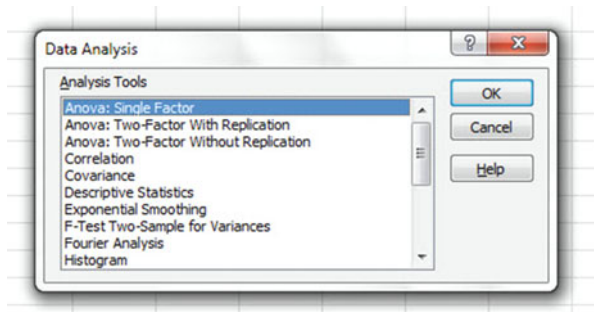 Data Analysis
Analysis Tools
Anova: Single Factor
Anova: Two-Factor With Replication
Anova: Two-Factor Without Replication
Correlation
Covariance
Descriptive Statistics
Exponential Smoothing
F-Test Two-Sample for Variances
Fourier Analysis
Histogram
OK
Cancel
Help